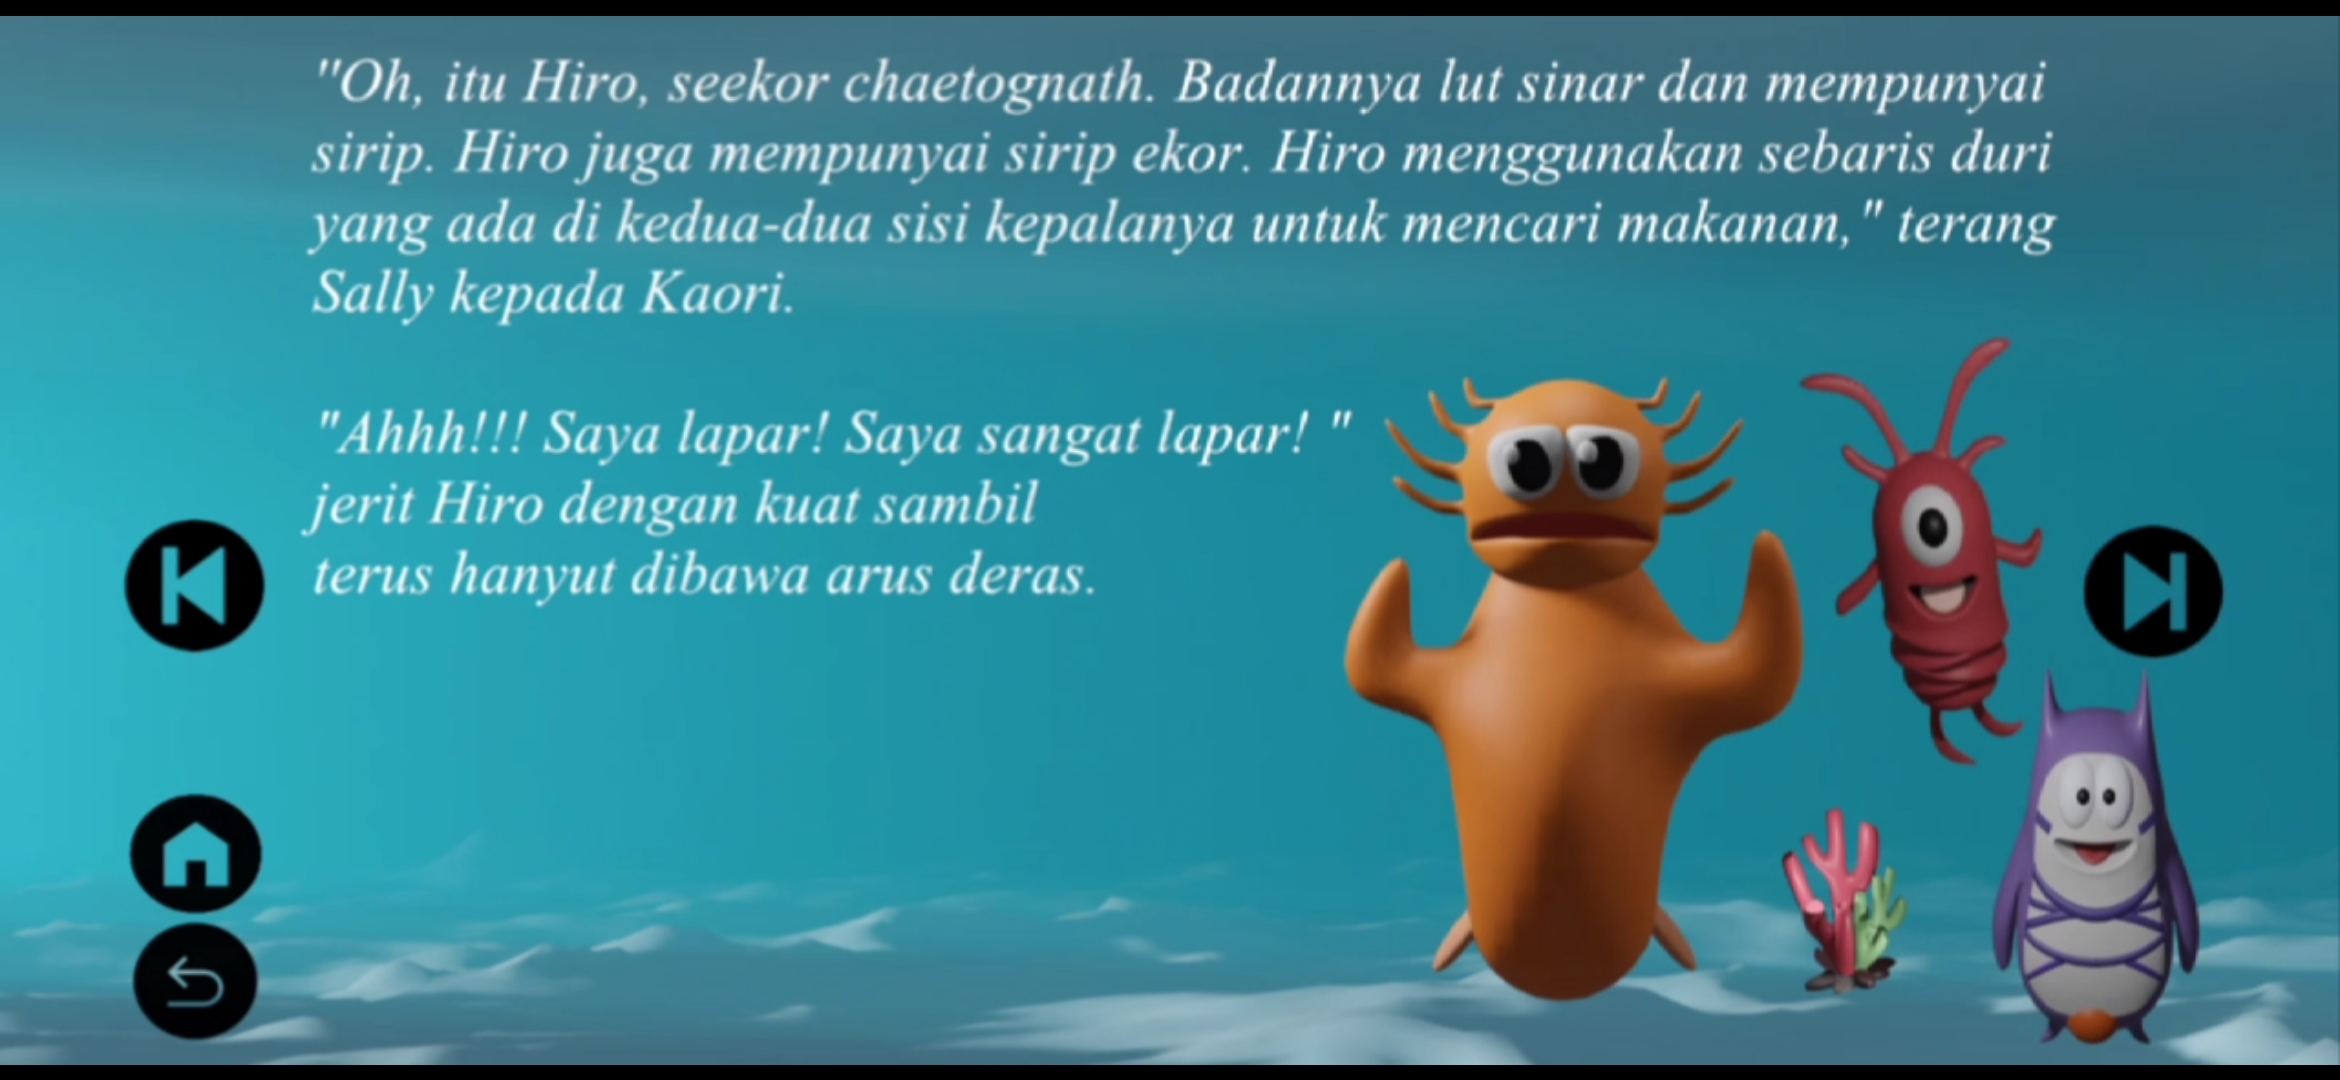 "Oh, itu Hiro, seekor chaetognath. Badannya lut sinar dan mempunyai
sirip. Hiro juga mempunyai sirip ekor. Hiro menggunakan sebaris duri
yang ada di kedua-dua sisi kepalanya untuk mencari makanan," terang
Sally kepada Kaori.
"Ahhh!!! Saya lapar! Saya sangat lapar! "
jerit Hiro dengan kuat sambil
terus hanyut dibawa arus deras.